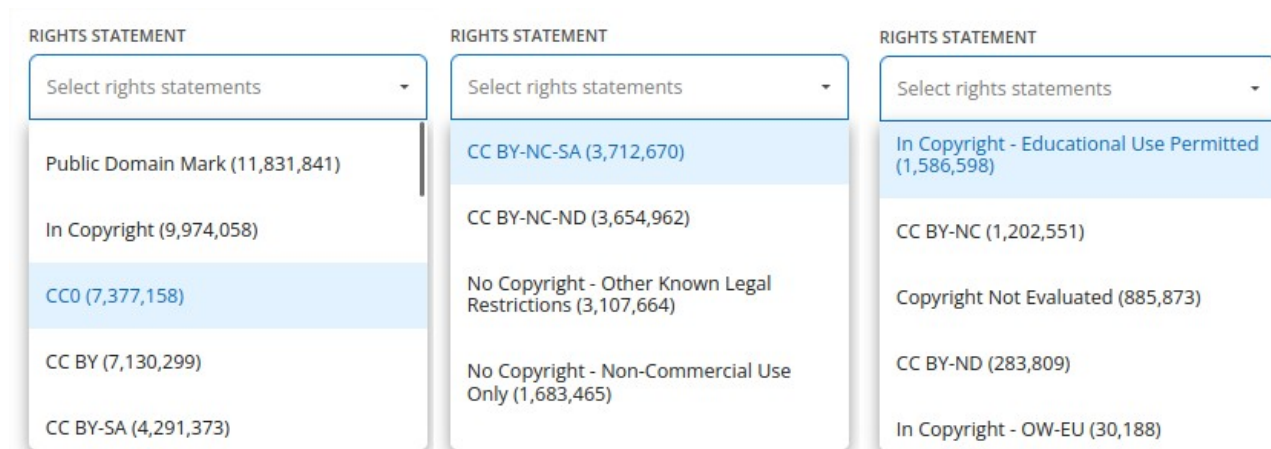 RIGHTS STATEMENT
Select rights statements
Public Domain Mark (11,831,841)
In Copyright (9,974,058)
CC0 (7,377,158)
CC BY (7,130,299)
CC BY-SA (4,291,373)
RIGHTS STATEMENT
Select rights statements
CC BY-NC-SA (3,712,670)
CC BY-NC-ND (3,654,962)
No Copyright - Other Known Legal
Restrictions (3,107,664)
No Copyright - Non-Commercial Use
Only (1,683,465)
RIGHTS STATEMENT
Select rights statements
In Copyright - Educational Use Permitted
(1,586,598)
CC BY-NC (1,202,551)
Copyright Not Evaluated (885,873)
CC BY-ND (283,809)
In Copyright - OW-EU (30,188)